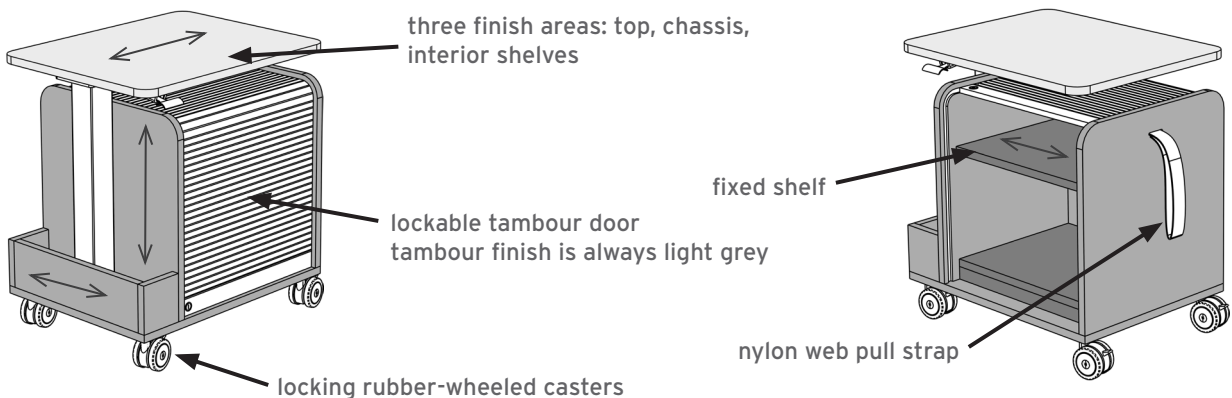 three finish areas: top, chassis,
interior shelves
lockable tambour door
tambour finish is always light grey
locking rubber-wheeled casters
fixed shelf
nylon web pull strap